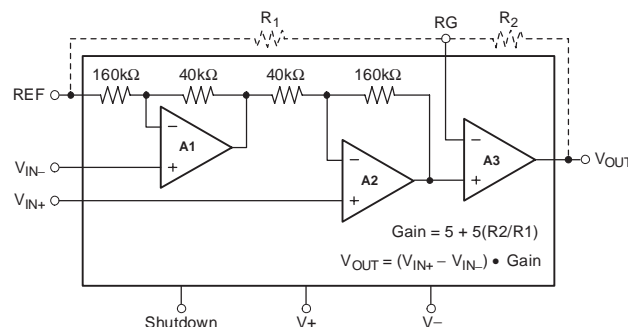 R1
RG
R2
160kΩ
40kΩ
40kΩ
160kΩ
REF
−
A1
+
VIN–
−
A2
+
VIN+
−
A3
+
VOUT
Gain = 5 + 5(R2/R1)
VOUT = (VIN+ – VIN–) • Gain
Shutdown
V+
V–